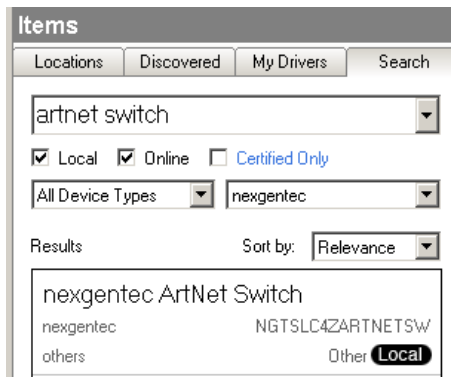 Items
Locations Discovered My Drivers Search
artnet switch
Local Online Certified Only
All Device Types nexgentec
Results Sort by: Relevance
nexgentec ArtNet Switch
nexgentec NGTSLC4ZARTNETSW
others Other Local